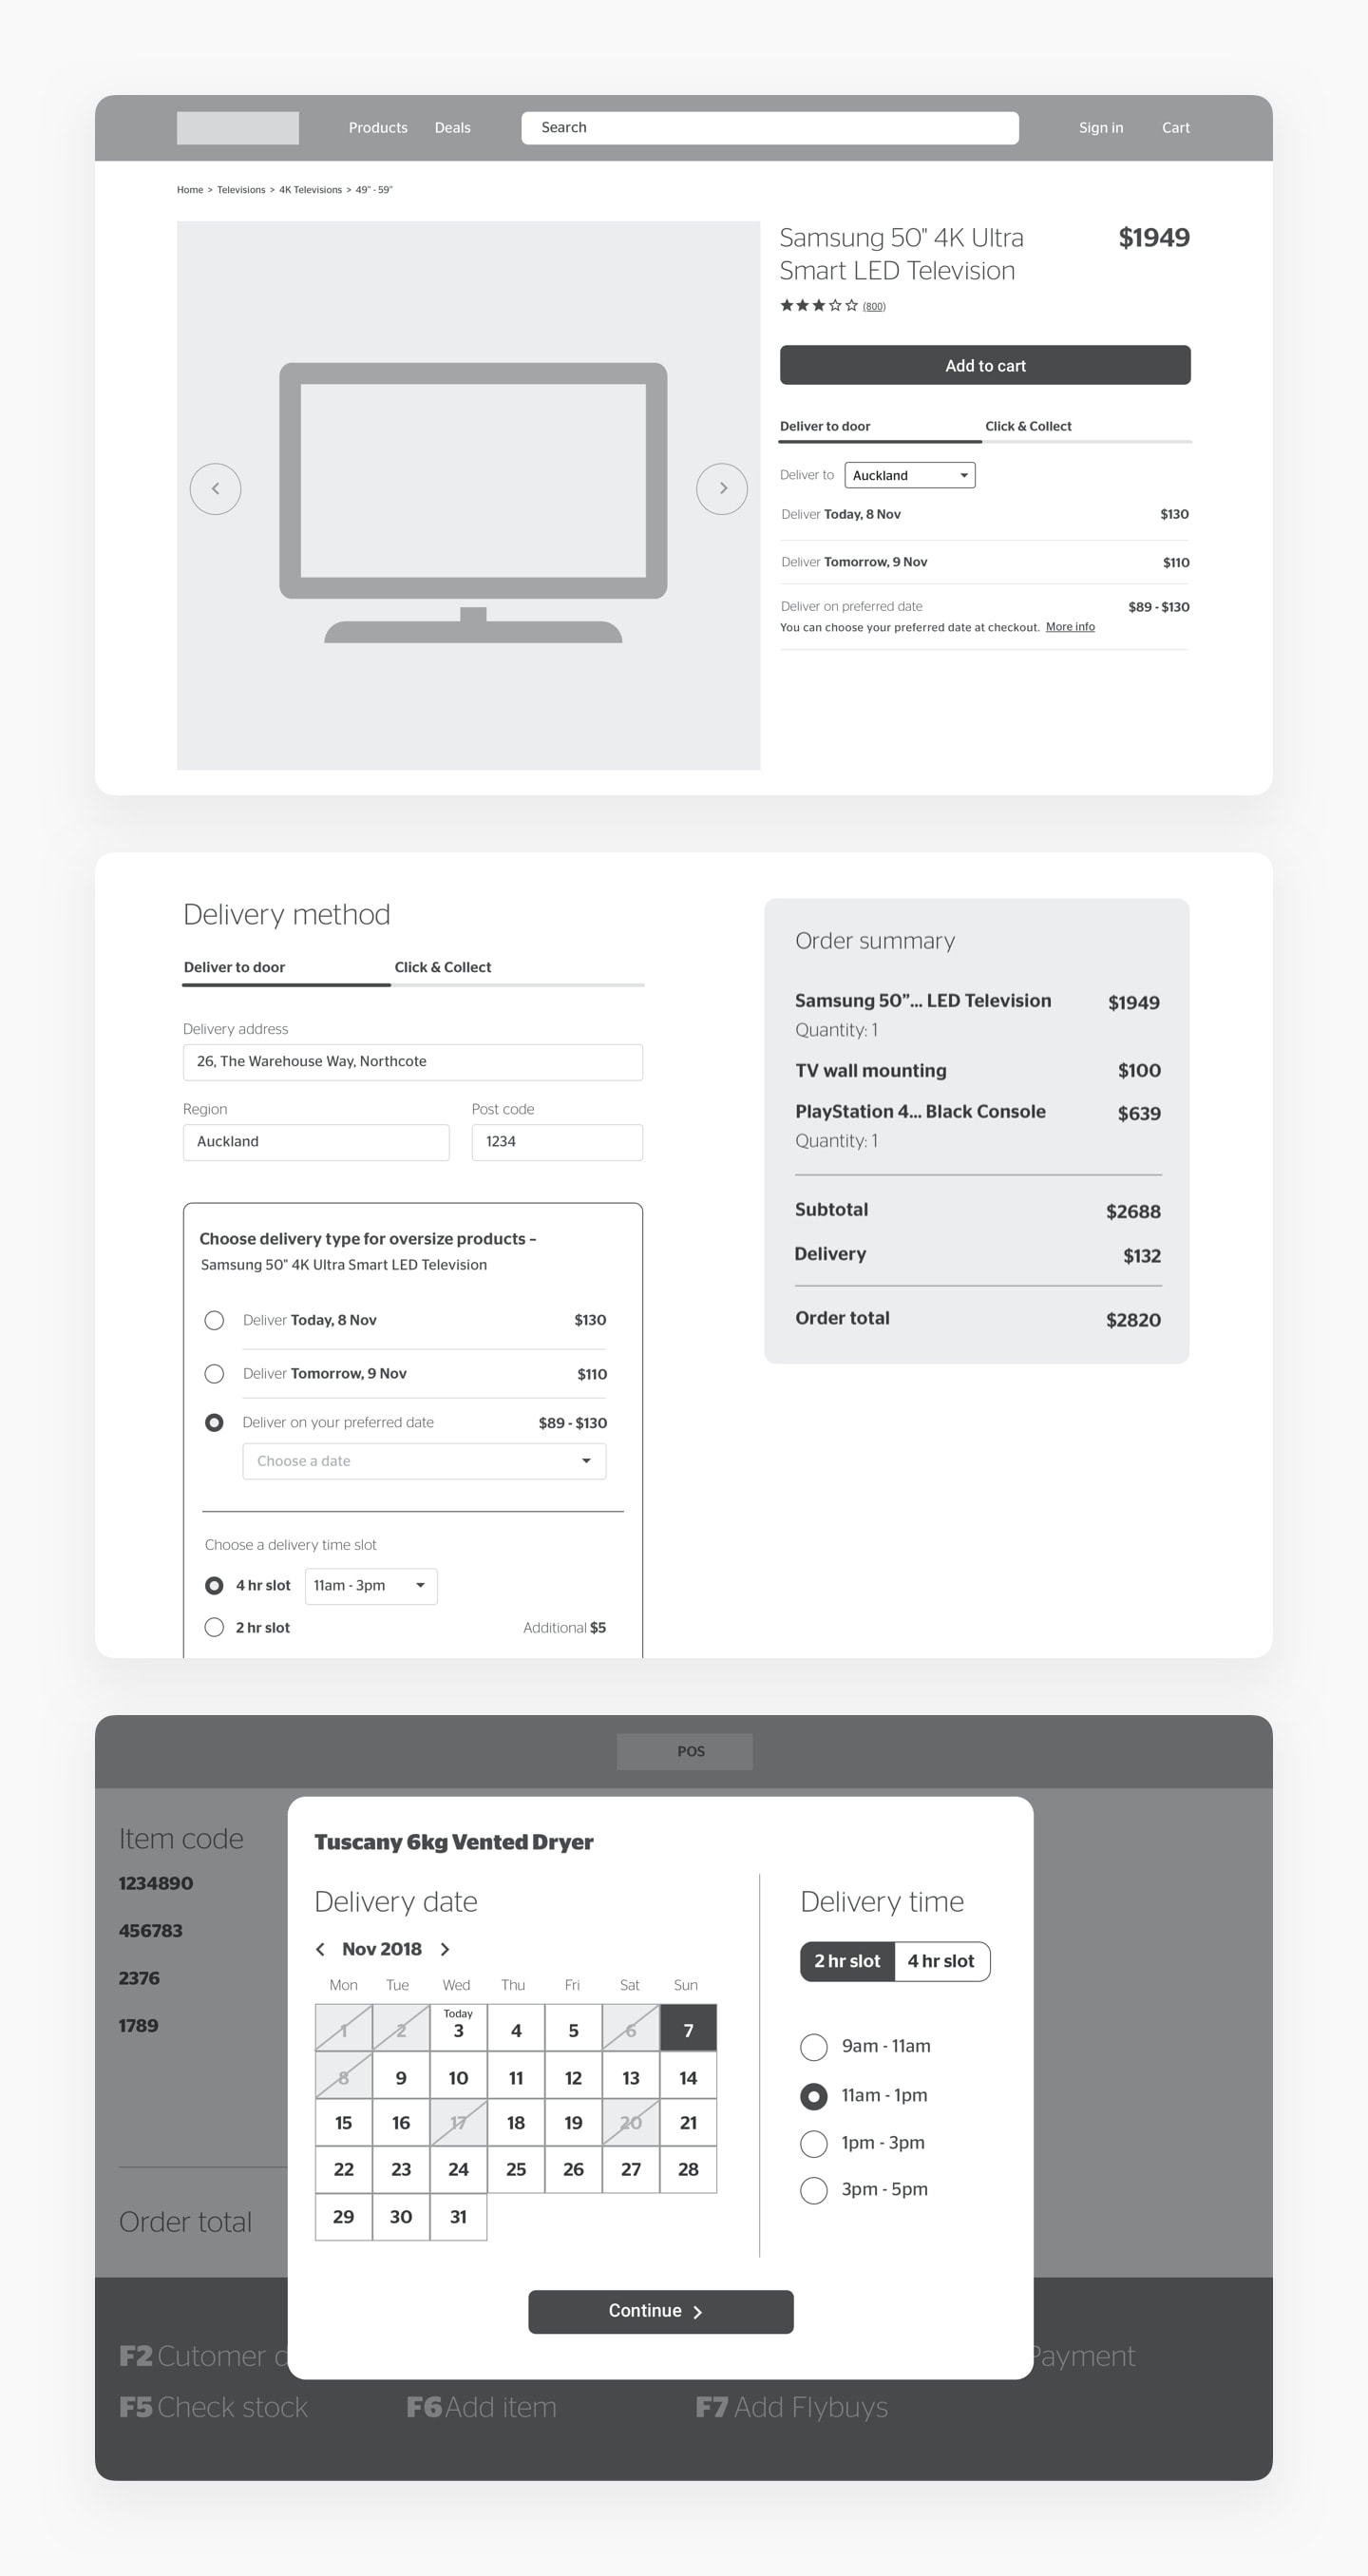 Products Deals Search Sign in Cart
Home > Televisions > 4K Televisions > 49" - 59"
Samsung 50" 4K Ultra $1949
Smart LED Television
(800)
Add to cart
Deliver to door Click & Collect
Deliver to Auckland
Deliver Today, 8 Nov $130
Deliver Tomorrow, 9 Nov $110
Deliver on preferred date $89 - $130
You can choose your preferred date at checkout. More info
Delivery method
Deliver to door Click & Collect
Delivery address
26, The Warehouse Way, Northcote
Region Post code
Auckland 1234
Choose delivery type for oversize products -
Samsung 50" 4K Ultra Smart LED Television
Deliver Today, 8 Nov $130
Deliver Tomorrow, 9 Nov $110
Deliver on your preferred date $89 - $130
Choose a date
Choose a delivery time slot
4 hr slot 11am - 3pm
2 hr slot Additional $5
Order summary
Samsung 50”... LED Television $1949
Quantity: 1
TV wall mounting $100
PlayStation 4... Black Console $639
Quantity: 1
Subtotal $2688
Delivery $132
Order total $2820
POS
Item code
1234890
456783
2376
1789
Order total
Tuscany 6kg Vented Dryer
Delivery date
< Nov 2018 >
Mon Tue Wed Thu Fri Sat Sun
Today
1 2 3 4 5 6 7
8 9 10 11 12 13 14
15 16 17 18 19 20 21
22 23 24 25 26 27 28
29 30 31
Delivery time
2 hr slot 4 hr slot
9am - 11am
11am - 1pm
1pm - 3pm
3pm - 5pm
Continue >
F2 Cutomer Payment
F5 Check stock F6 Add item F7 Add Flybuys